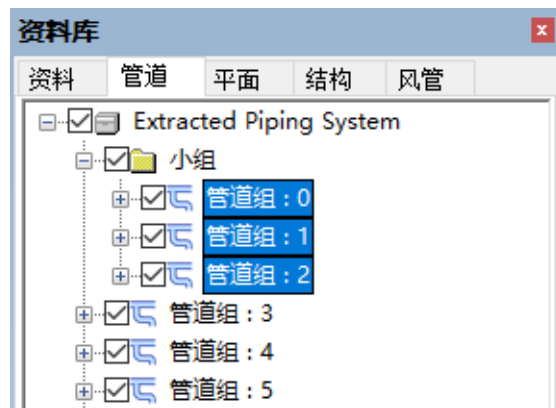 资料库
资料 管道 平面 结构 风管
Extracted Piping System
小组
管道组：0
管道组：1
管道组：2
管道组：3
管道组：4
管道组：5